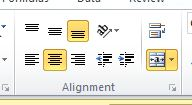 Formulas Data Review
Alignment